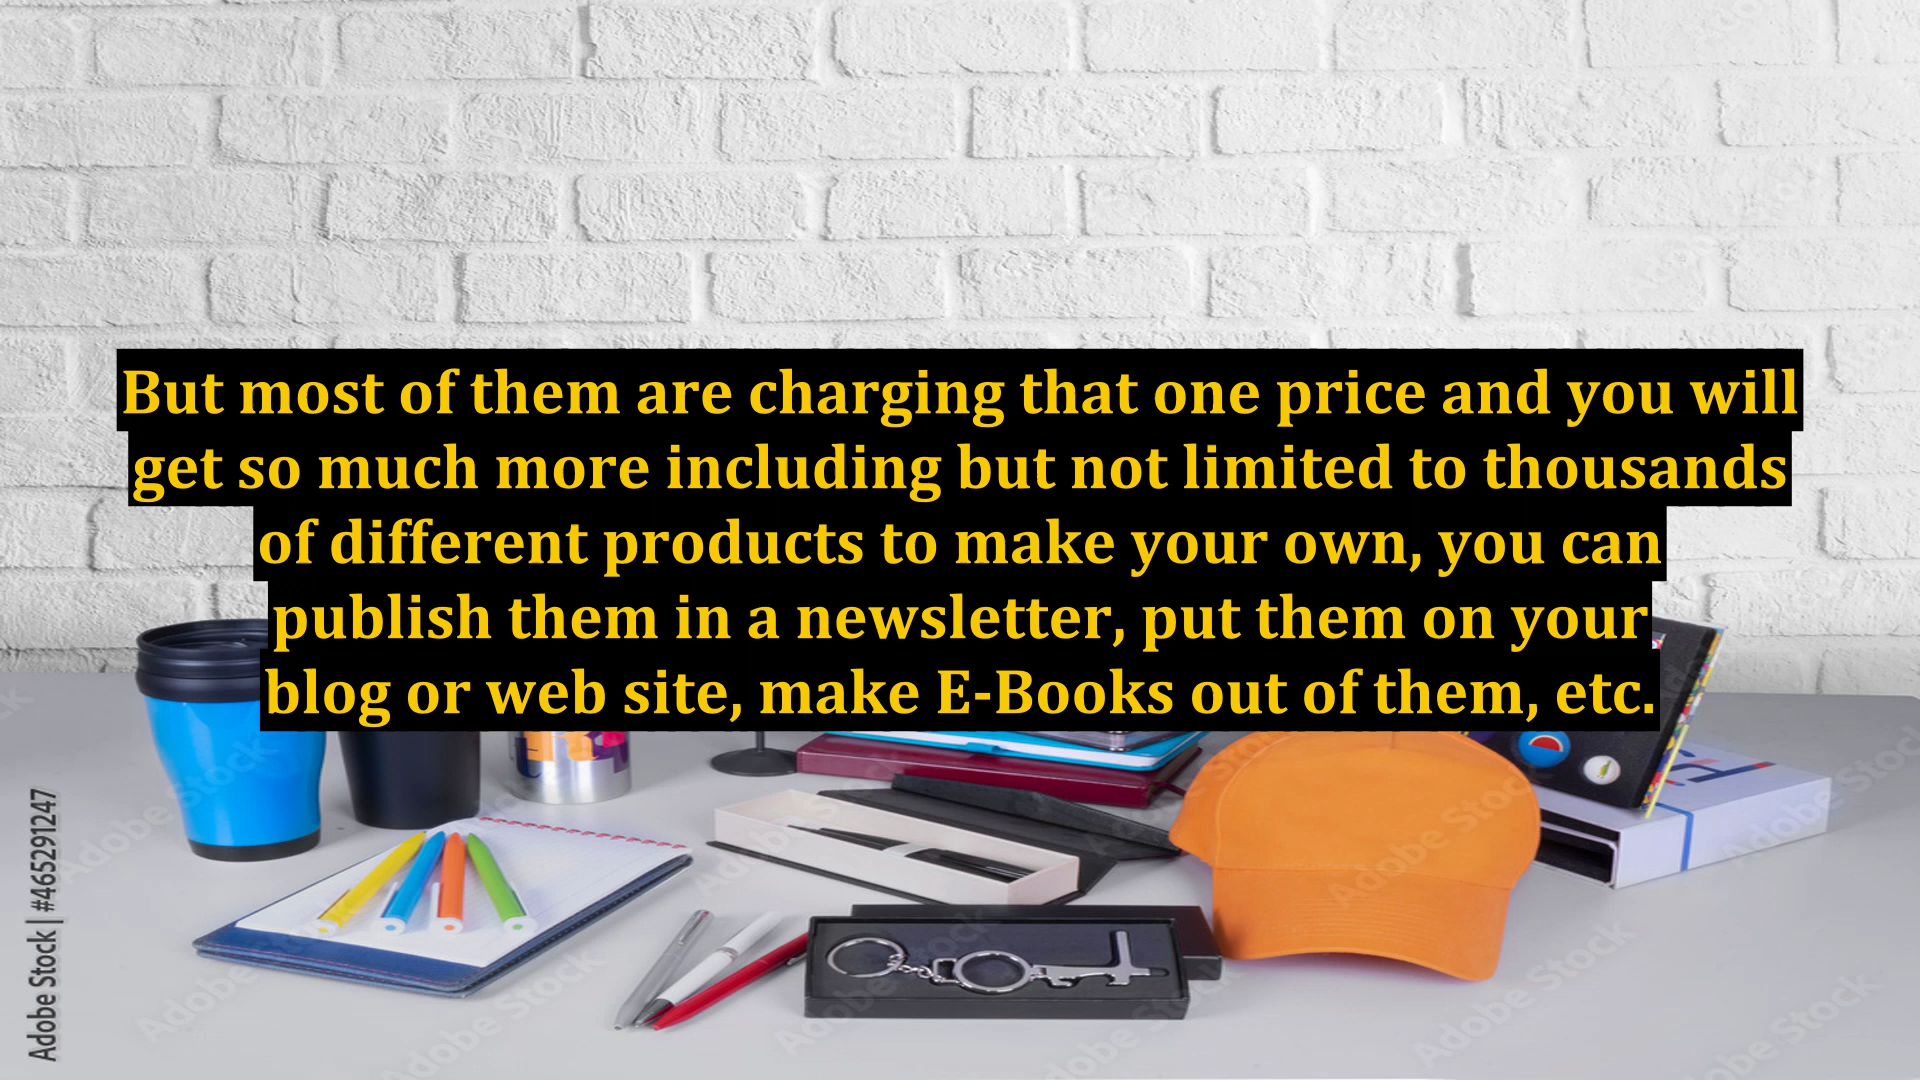 But most of them are charging that one price and you will
get so much more including but not limited to thousands
of different products to make your own, you can
publish them in a newsletter, put them on your
blog or web site, make E-Books out of them, etc.
Adobe Stock | #465291247